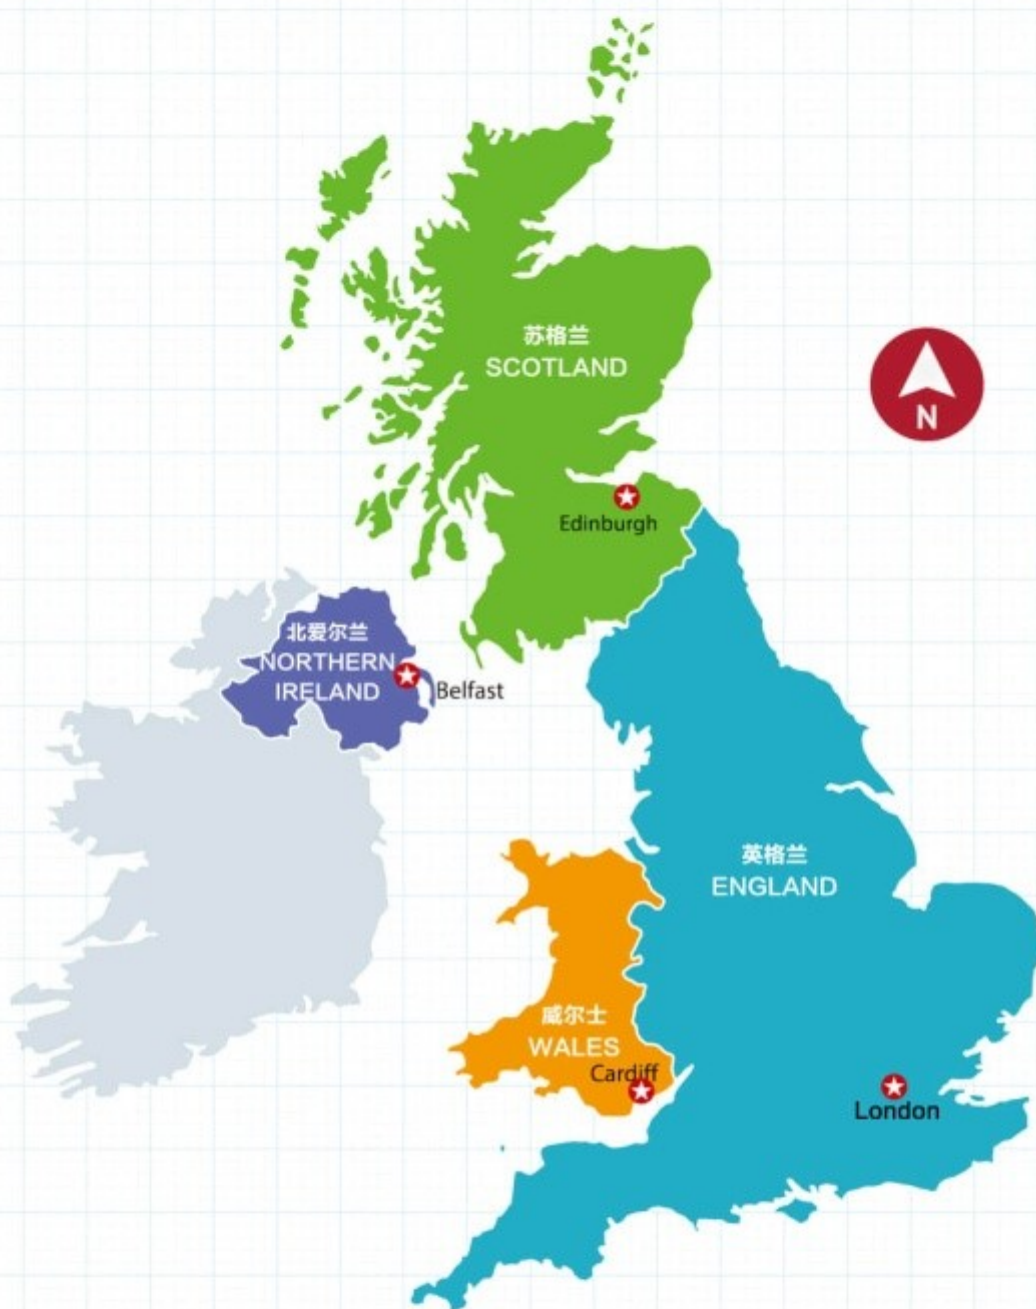 苏格兰
SCOTLAND
N
Edinburgh
北爱尔兰
NORTHERN
IRELAND
Belfast
英格兰
ENGLAND
威尔士
WALES
Cardiff
London